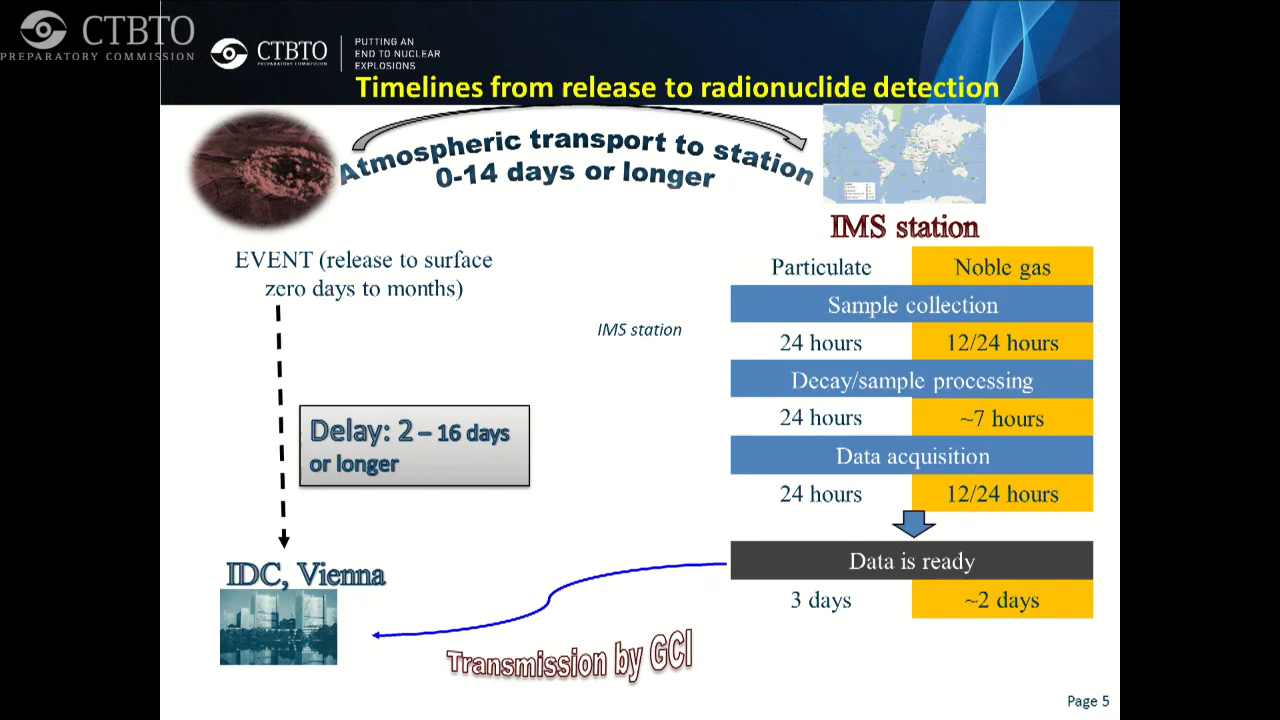 CTBTO
PREPARATORY COMMISSION
CTBTO
PREPARATORY COMMISSION
PUTTING AN
END TO NUCLEAR
EXPLOSIONS
Timelines from release to radionuclide detection
Atmospheric transport to station
0-14 days or longer
IMS station
EVENT (release to surface
zero days to months)
IMS station
Particulate Noble gas
Sample collection
24 hours 12/24 hours
Decay/sample processing
24 hours ~7 hours
Data acquisition
24 hours 12/24 hours
Delay: 2 – 16 days
or longer
Data is ready
3 days ~2 days
IDC, Vienna
Transmission by GCI
Page 5